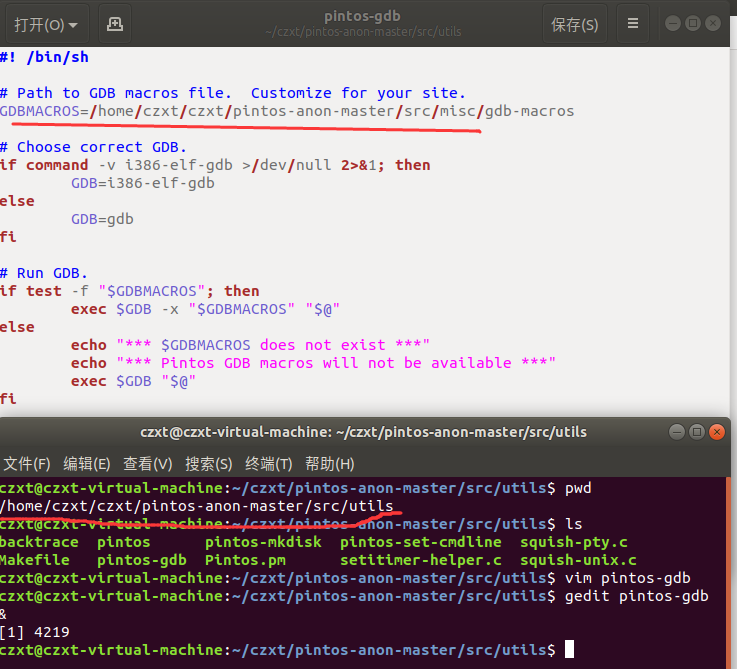 打开(O)
pintos-gdb
~/czxt/pintos-anon-master/src/utils
保存(S)
#! /bin/sh
# Path to GDB macros file.  Customize for your site.
GDBMACROS=/home/czxt/czxt/pintos-anon-master/src/misc/gdb-macros
# Choose correct GDB.
if command -v i386-elf-gdb >/dev/null 2>&1; then
        GDB=i386-elf-gdb
else
        GDB=gdb
fi
# Run GDB.
if test -f "$GDBMACROS"; then
        exec $GDB -x "$GDBMACROS" "$@"
else
        echo "*** $GDBMACROS does not exist ***"
        echo "*** Pintos GDB macros will not be available ***"
        exec $GDB "$@"
fi
czxt@czxt-virtual-machine: ~/czxt/pintos-anon-master/src/utils
文件(F) 编辑(E) 查看(V) 搜索(S) 终端(T) 帮助(H)
czxt@czxt-virtual-machine:~/czxt/pintos-anon-master/src/utils$ pwd
/home/czxt/czxt/pintos-anon-master/src/utils
czxt@czxt-virtual-machine:~/czxt/pintos-anon-master/src/utils$ ls
backtrace  pintos      pintos-mkdisk  pintos-set-cmdline  squish-pty.c
Makefile   pintos-gdb  Pintos.pm      setitimer-helper.c  squish-unix.c
czxt@czxt-virtual-machine:~/czxt/pintos-anon-master/src/utils$ vim pintos-gdb
czxt@czxt-virtual-machine:~/czxt/pintos-anon-master/src/utils$ gedit pintos-gdb
&
[1] 4219
czxt@czxt-virtual-machine:~/czxt/pintos-anon-master/src/utils$